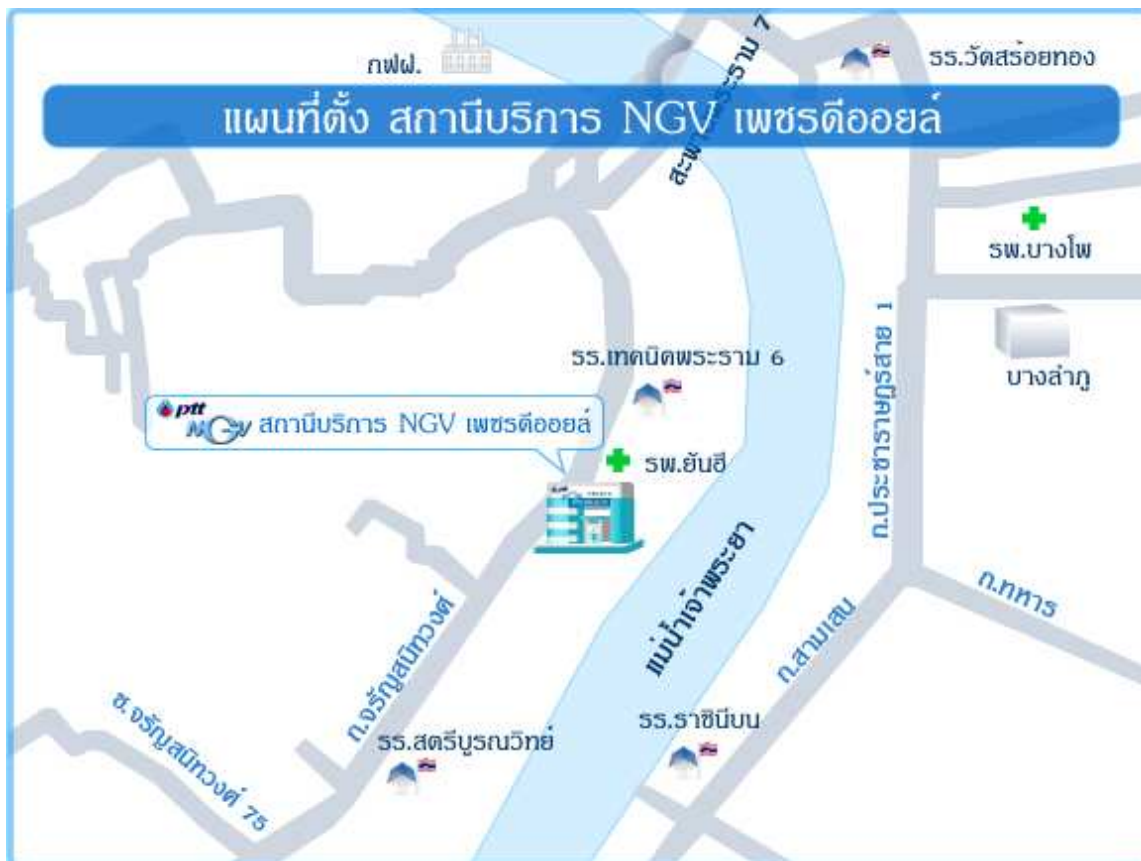 กฟผ.
รร.วัดสร้อยทอง
แผนที่ตั้ง สถานีบริการ NGV เพชรดีออยล์
สะพานพระราม 7
รพ.บางโพ
ถ.ประชาราษฎร์สาย 1
บางลำภู
รร.เทคนิคพระราม 6
ptt
NGV
สถานีบริการ NGV เพชรดีออยล์
รพ.ยันฮี
แม่น้ำเจ้าพระยา
ถ.ทหาร
ถ.สามเสน
ถ.จรัญสนิทวงศ์
ซ.จรัญสนิทวงศ์ 75
รร.สตรีบูรณวิทย์
รร.ราชินีบน